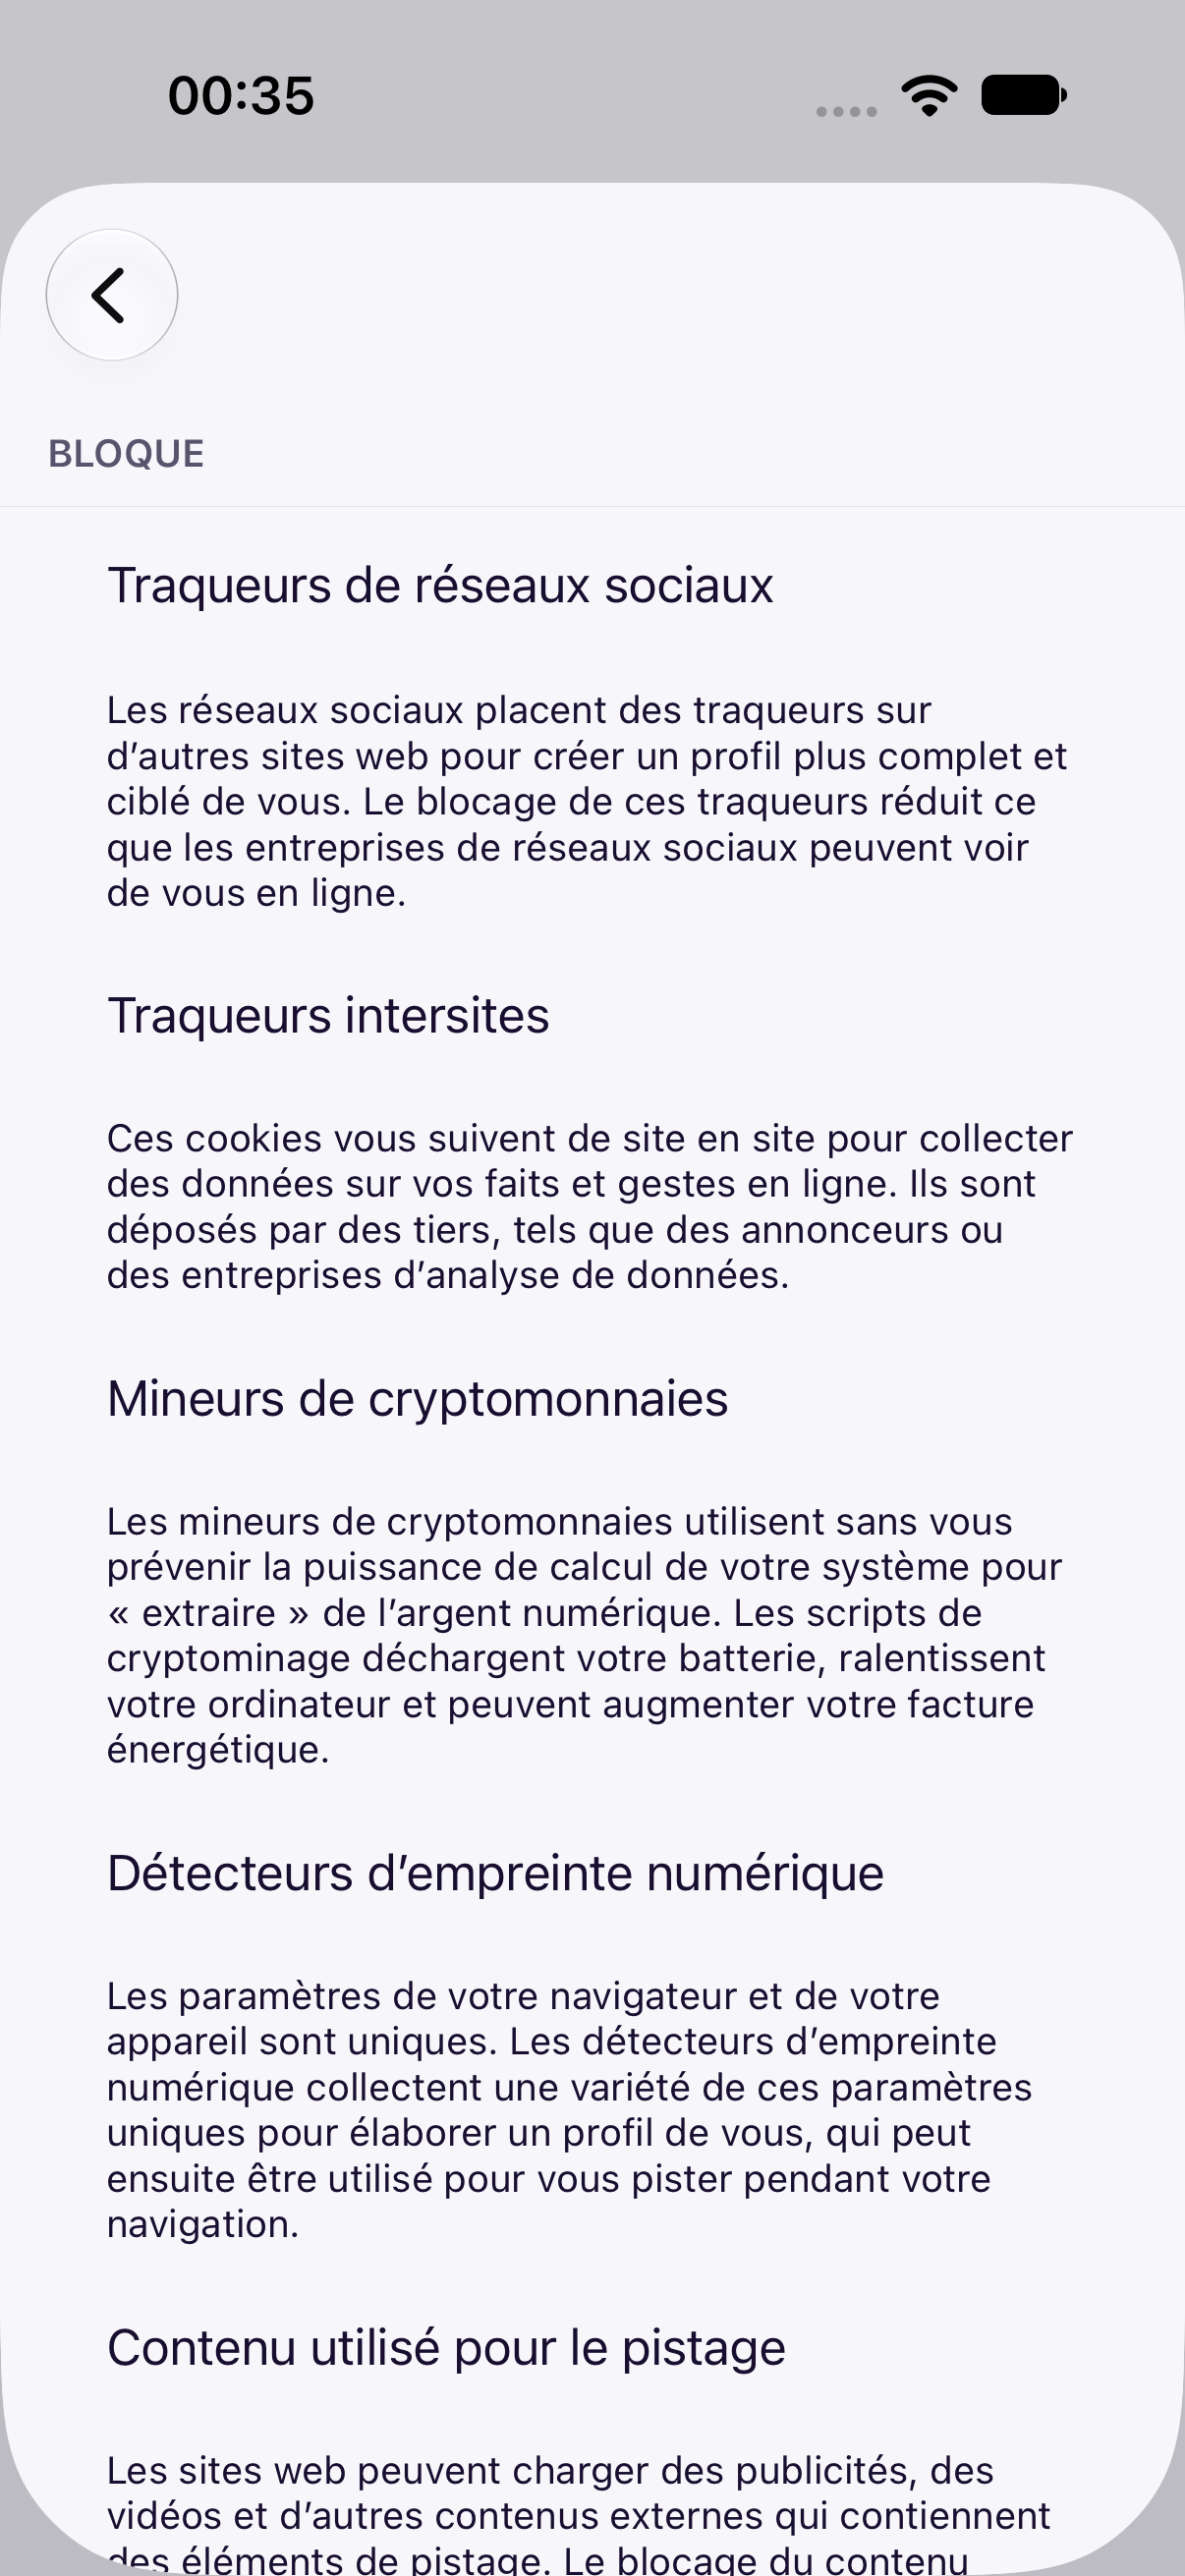 00:35
BLOQUE
Traqueurs de réseaux sociaux
Les réseaux sociaux placent des traqueurs sur
d’autres sites web pour créer un profil plus complet et
ciblé de vous. Le blocage de ces traqueurs réduit ce
que les entreprises de réseaux sociaux peuvent voir
de vous en ligne.
Traqueurs intersites
Ces cookies vous suivent de site en site pour collecter
des données sur vos faits et gestes en ligne. Ils sont
déposés par des tiers, tels que des annonceurs ou
des entreprises d’analyse de données.
Mineurs de cryptomonnaies
Les mineurs de cryptomonnaies utilisent sans vous
prévenir la puissance de calcul de votre système pour
« extraire » de l’argent numérique. Les scripts de
cryptominage déchargent votre batterie, ralentissent
votre ordinateur et peuvent augmenter votre facture
énergétique.
Détecteurs d’empreinte numérique
Les paramètres de votre navigateur et de votre
appareil sont uniques. Les détecteurs d’empreinte
numérique collectent une variété de ces paramètres
uniques pour élaborer un profil de vous, qui peut
ensuite être utilisé pour vous pister pendant votre
navigation.
Contenu utilisé pour le pistage
Les sites web peuvent charger des publicités, des
vidéos et d’autres contenus externes qui contiennent
des éléments de pistage. Le blocage du contenu